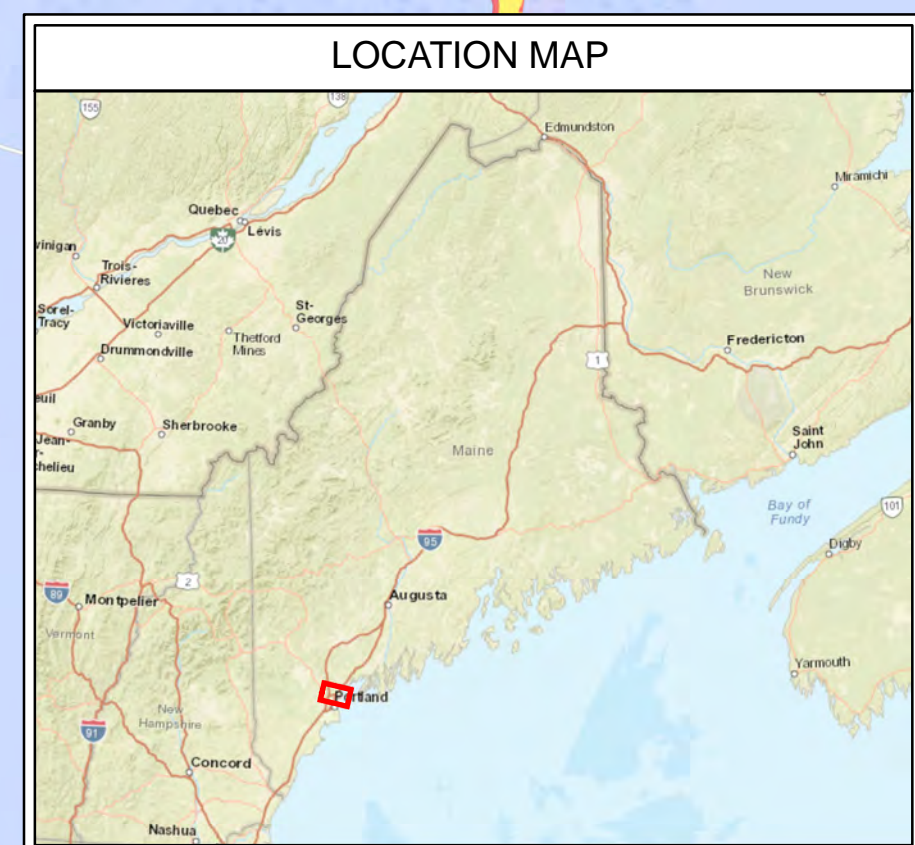 LOCATION MAP
155
138
Edmundston
Miramichi
Quebec
Lévis
20
vinigan
Trois-
Rivieres
New
Brunswick
Sorel-
Tracy
Victoriaville
St-
Georges
Thetford
Mines
Drummondville
Fredericton
1
euil
Granby
Sherbrooke
Jean-
r-
chelieu
Maine
Saint
John
Bay of
Fundy
101
95
Digby
2
89
Montpelier
Augusta
Vermont
Yarmouth
Portland
New
Hampshire
91
Concord
Nashua